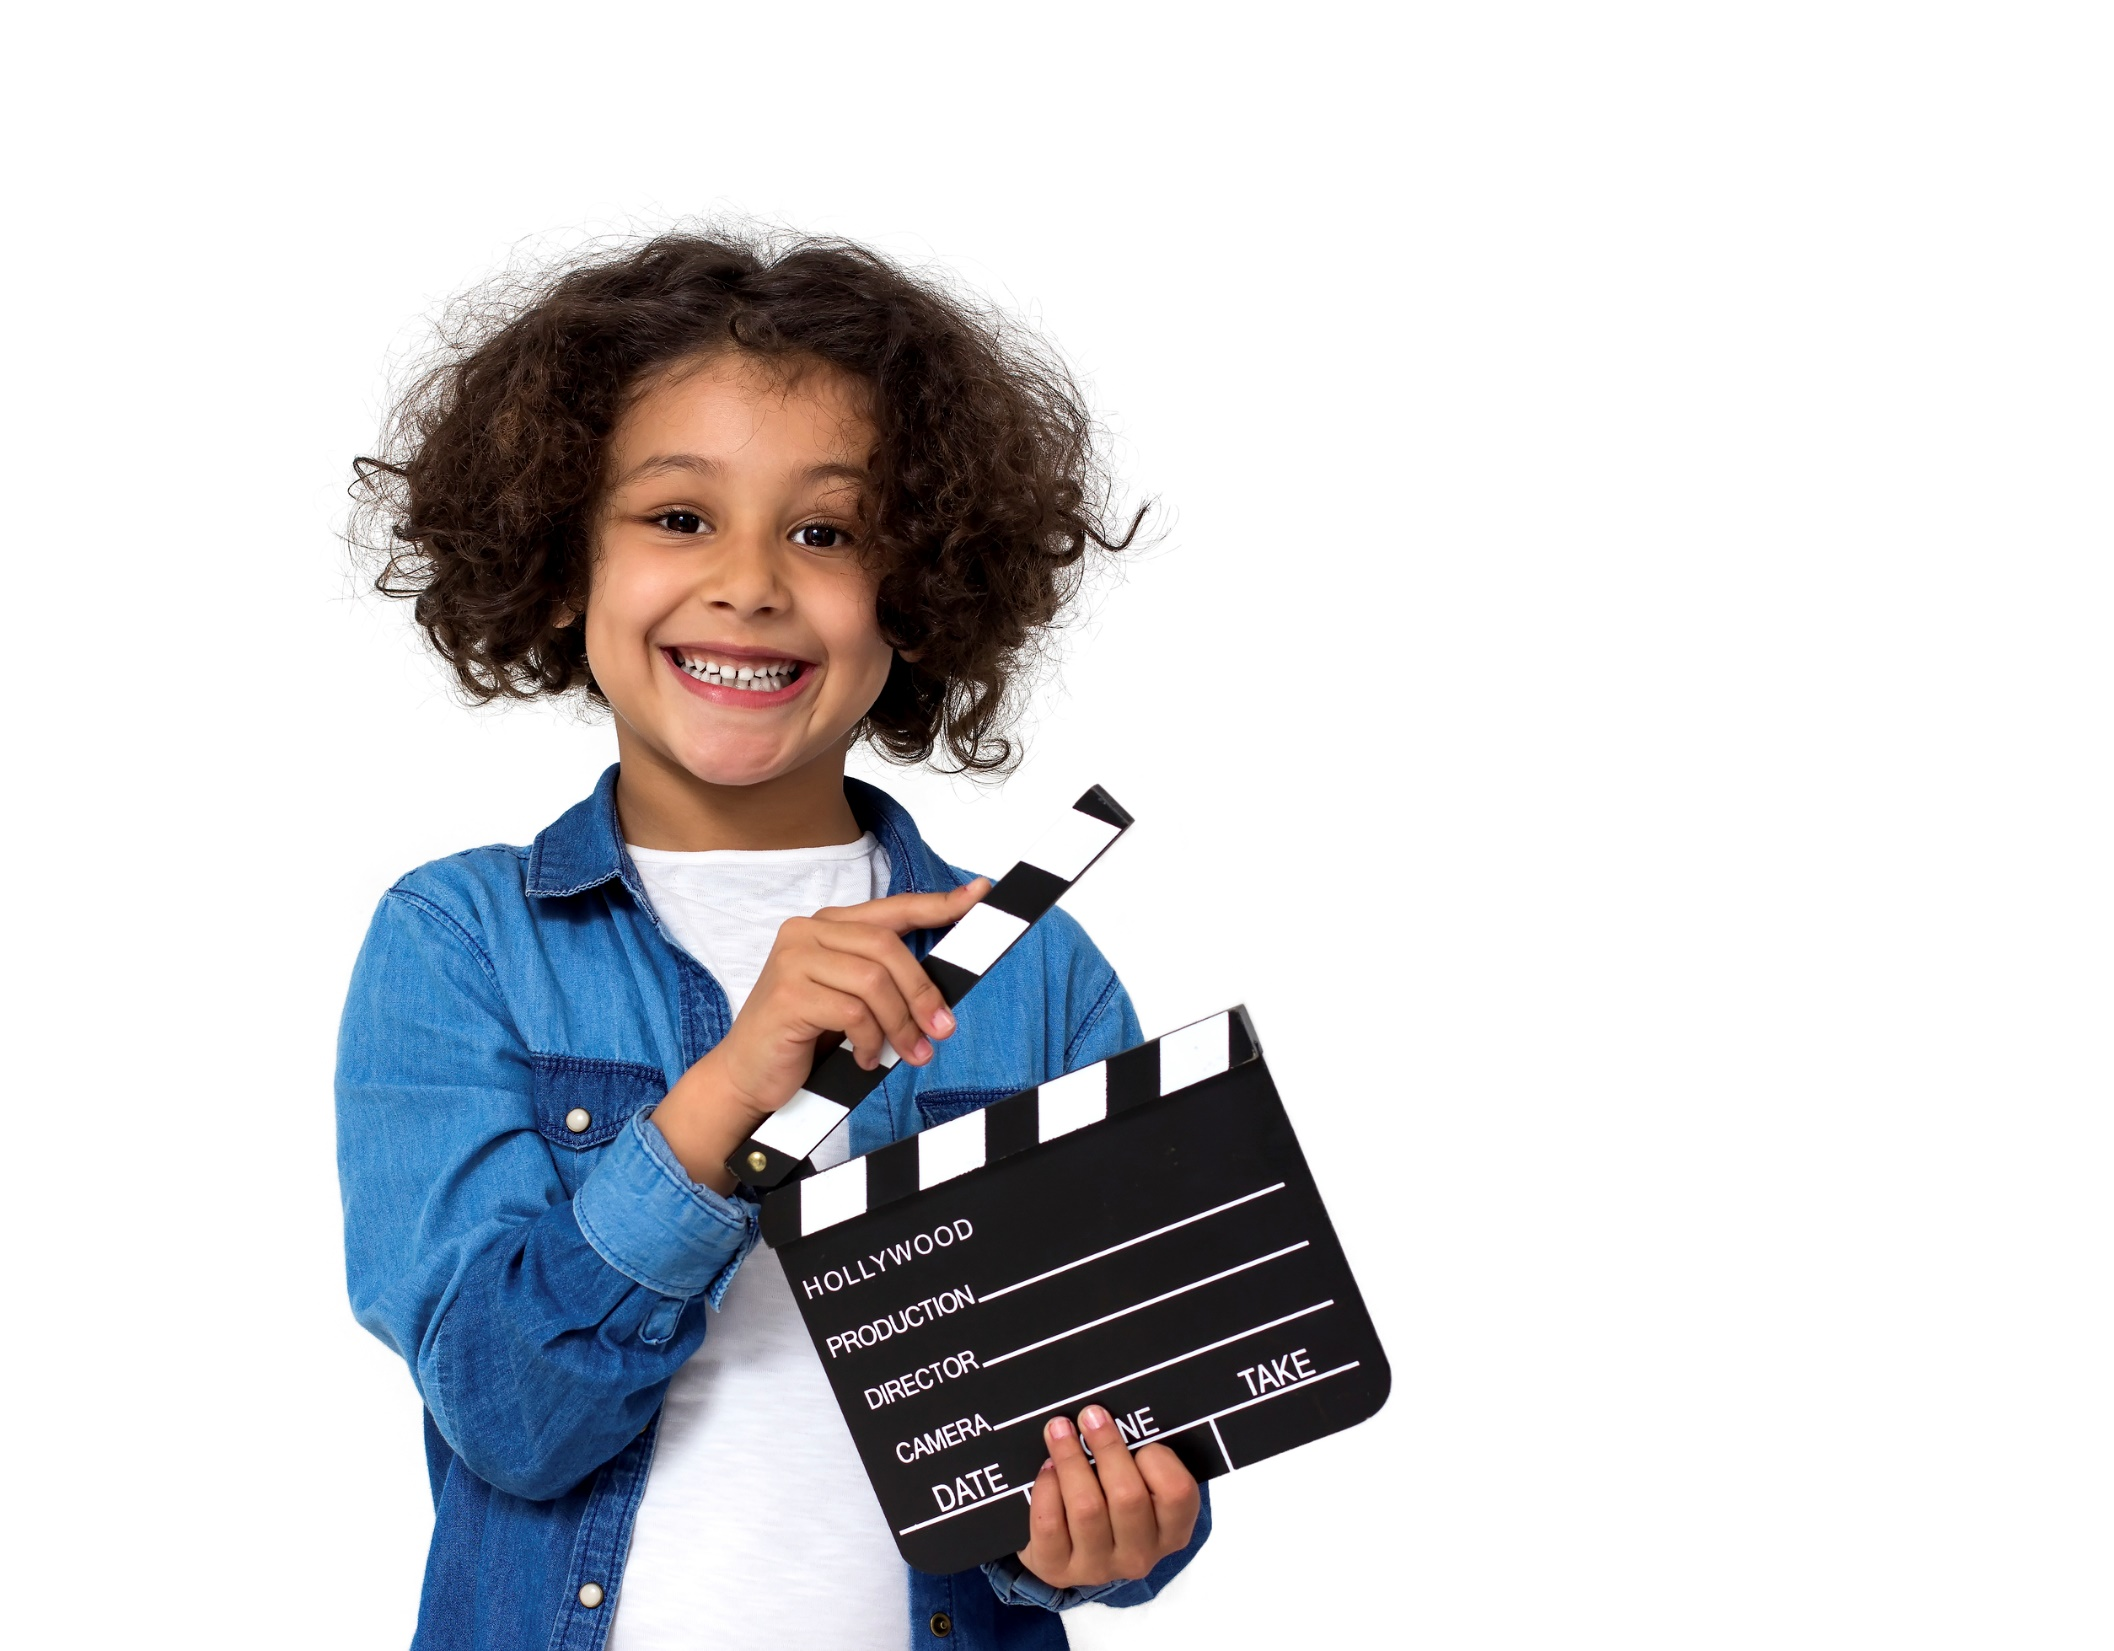 HOLLYWOOD
PRODUCTION
DIRECTOR
CAMERA
DATE TAKE